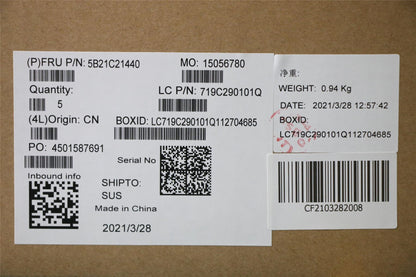 (P)FRU P/N: 5B21C21440
MO: 15056780
Quantity:
5
LC P/N: 719C290101Q
(4L)Origin: CN
BOXID: LC719C290101Q112704685
PO: 4501587691
Serial No
Inbound info
SHIPTO:
SUS
Made in China
2021/3/28
净重:
WEIGHT: 0.94 Kg
DATE: 2021/3/28 12:57:42
BOXID:
LC719C290101Q112704685
CF2103282008